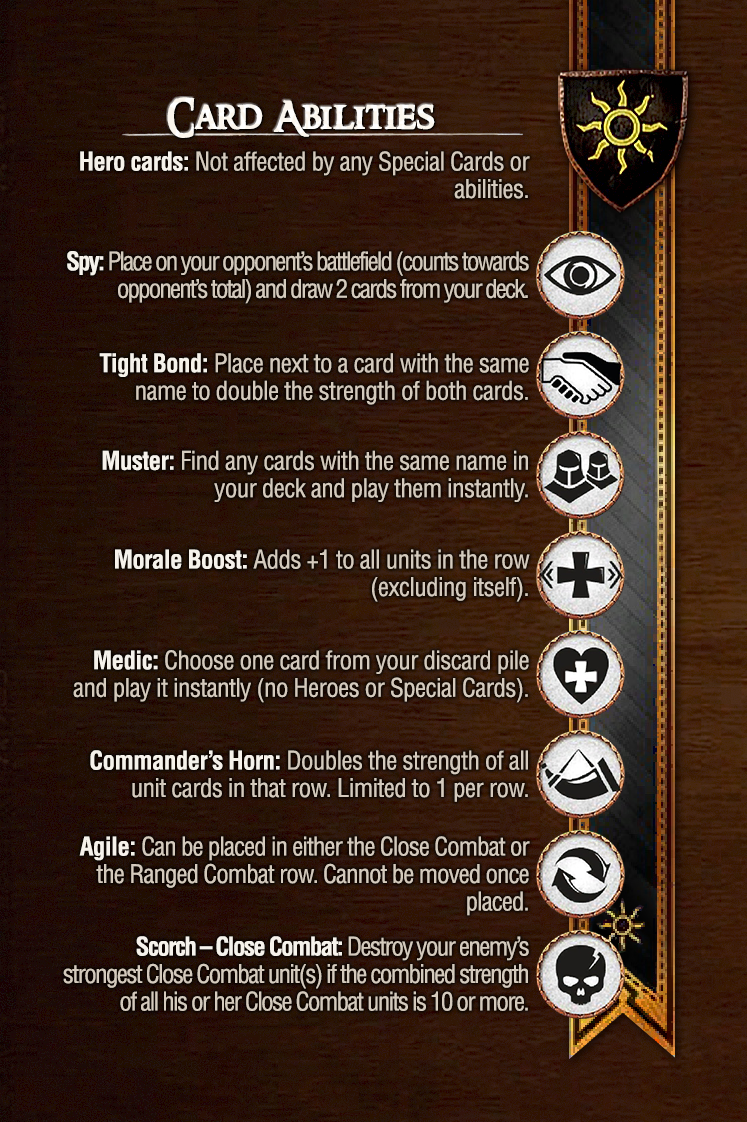 CARD ABILITIES
Hero cards: Not affected by any Special Cards or
abilities.
Spy: Place on your opponent's battlefield (counts towards
opponent's total) and draw 2 cards from your deck.
Tight Bond: Place next to a card with the same
name to double the strength of both cards.
Muster: Find any cards with the same name in
your deck and play them instantly.
Morale Boost: Adds +1 to all units in the row
(excluding itself).
Medic: Choose one card from your discard pile
and play it instantly (no Heroes or Special Cards).
Commander's Horn: Doubles the strength of all
unit cards in that row. Limited to 1 per row.
Agile: Can be placed in either the Close Combat or
the Ranged Combat row. Cannot be moved once
placed.
Scorch – Close Combat: Destroy your enemy's
strongest Close Combat unit(s) if the combined strength
of all his or her Close Combat units is 10 or more.